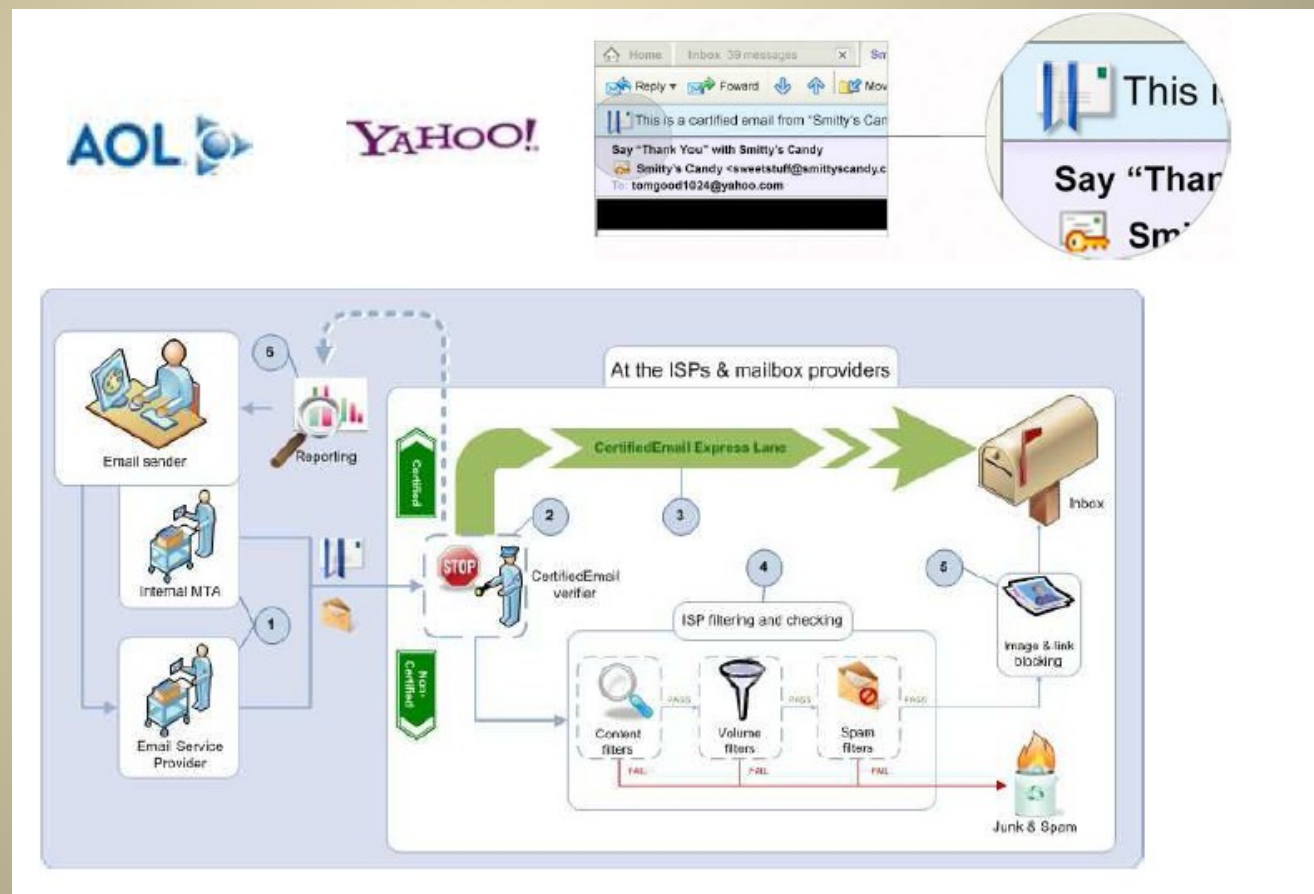 AOL
YAHOO!
Home
Inbox 39 messages
x
Sm
Reply
Foward
Mov
This is a certified email from "Smitty's Can
Say "Thank You" with Smitty's Candy
Smitty's Candy <sweetstuff@smittyscandy.c
To: tomgood1024@yahoo.com
This i
Say "Than
Smi
6
At the ISPs & mailbox providers
Email sender
Reporting
Certified
CertifiedEmail Express Lane
Inbox
2
3
Internal MTA
STOP
CertifiedEmail
verifier
4
5
1
ISP filtering and checking
Image & link
blocking
Non-
Certified
Email Service
Provider
Content
filters
PASS
Volume
filters
PASS
Spam
filters
PASS
FAIL
FAIL
FAIL
Junk & Spam